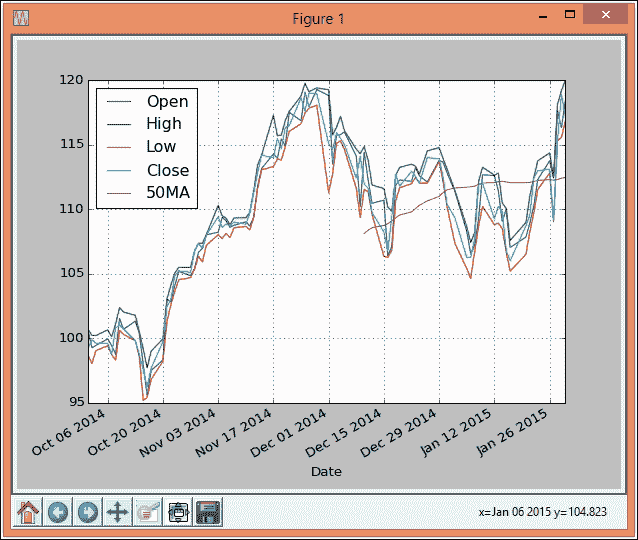 Figure 1
120
115
110
105
100
95
Open
High
Low
Close
50MA
Oct 06 2014
Oct 20 2014
Nov 03 2014
Nov 17 2014
Dec 01 2014
Dec 15 2014
Dec 29 2014
Jan 12 2015
Jan 26 2015
Date
x=Jan 06 2015 y=104.823